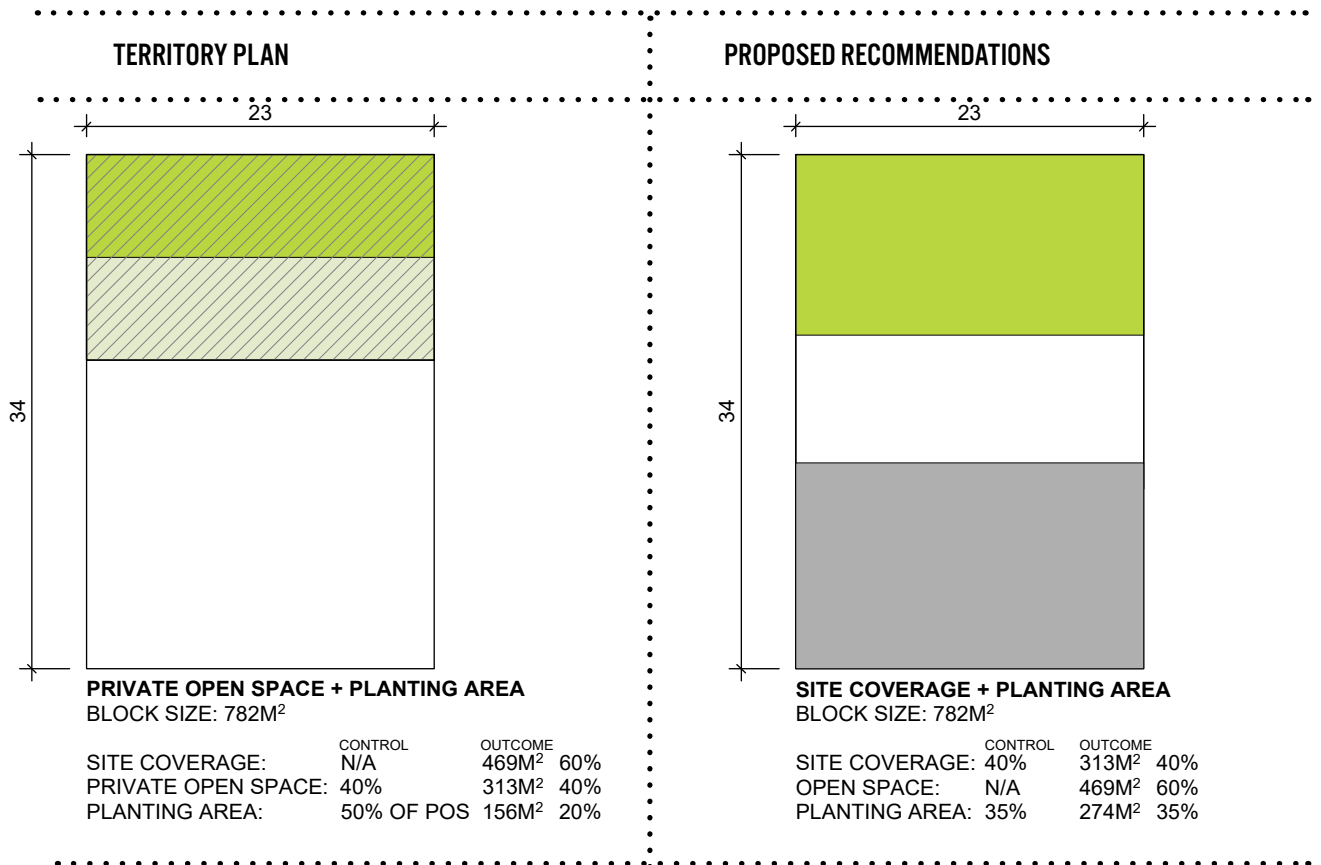 TERRITORY PLAN
23
34
PRIVATE OPEN SPACE + PLANTING AREA
BLOCK SIZE: 782M²
CONTROL OUTCOME
SITE COVERAGE: N/A 469M² 60%
PRIVATE OPEN SPACE: 40% 313M² 40%
PLANTING AREA: 50% OF POS 156M² 20%
PROPOSED RECOMMENDATIONS
23
34
SITE COVERAGE + PLANTING AREA
BLOCK SIZE: 782M²
CONTROL OUTCOME
SITE COVERAGE: 40% 313M² 40%
OPEN SPACE: N/A 469M² 60%
PLANTING AREA: 35% 274M² 35%